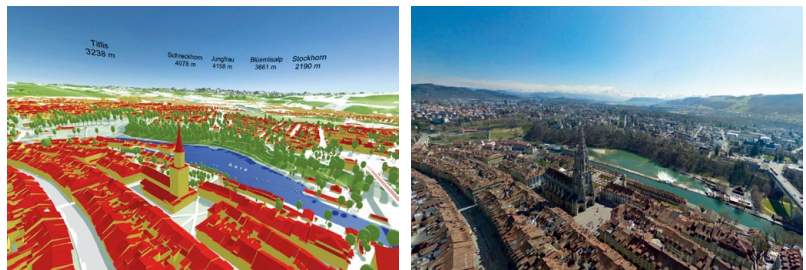 Titlis
3238 m
Schreckhorn
4078 m
Jungfrau
4158 m
Blüemlisalp
3661 m
Stockhorn
2190 m
Aare